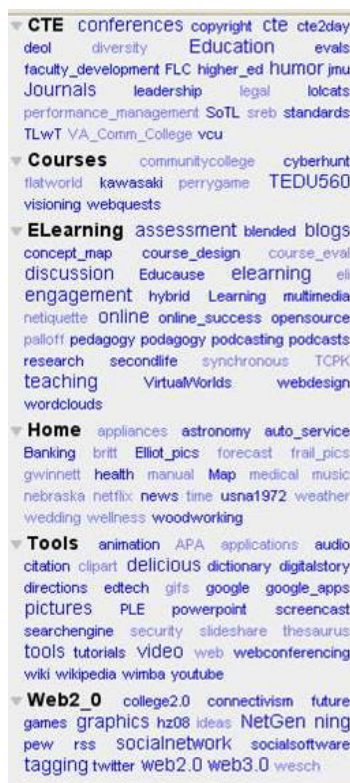 CTE conferences copyright cte cte2day
deol diversity Education evals
faculty_development FLC higher_ed humor jmu
Journals leadership legal lolcats
performance_management SoTL sreb standards
TLwT VA_Comm_College vcu
Courses communitycollege cyberhunt
flatworld kawasaki perrygame TEDU560
visioning webquests
ELearning assessment blended blogs
concept_map course_design course_eval
discussion Educause elearning eli
engagement hybrid Learning multimedia
netiquette online online_success opensource
palloff pedagogy podagogy podcasting podcasts
research secondlife synchronous TCPK
teaching VirtualWorlds webdesign
wordclouds
Home appliances astronomy auto_service
Banking britt Elliot_pics forecast frail_pics
gwinnett health manual Map medical music
nebraska netflix news time usna1972 weather
wedding wellness woodworking
Tools animation APA applications audio
citation clipart delicious dictionary digitalstory
directions edtech gifs google google_apps
pictures PLE powerpoint screencast
searchengine security slideshare thesaurus
tools tutorials video web webconferencing
wiki wikipedia wimba youtube
Web2_0 college2.0 connectivism future
games graphics hz08 ideas NetGen ning
pew rss socialnetwork socialsoftware
tagging twitter web2.0 web3.0 wesch